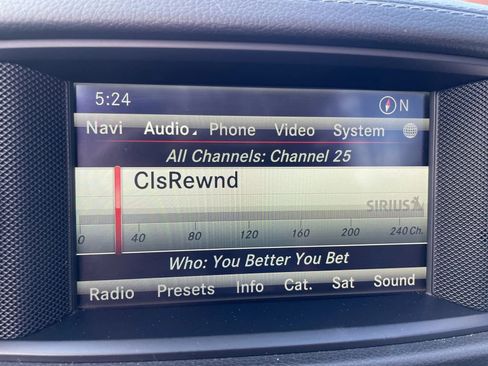 5:24 N
Navi Audio Phone Video System
All Channels: Channel 25
ClsRewnd
SIRIUS
0 40 80 120 160 200 240 Ch.
Who: You Better You Bet
Radio Presets Info Cat. Sat Sound